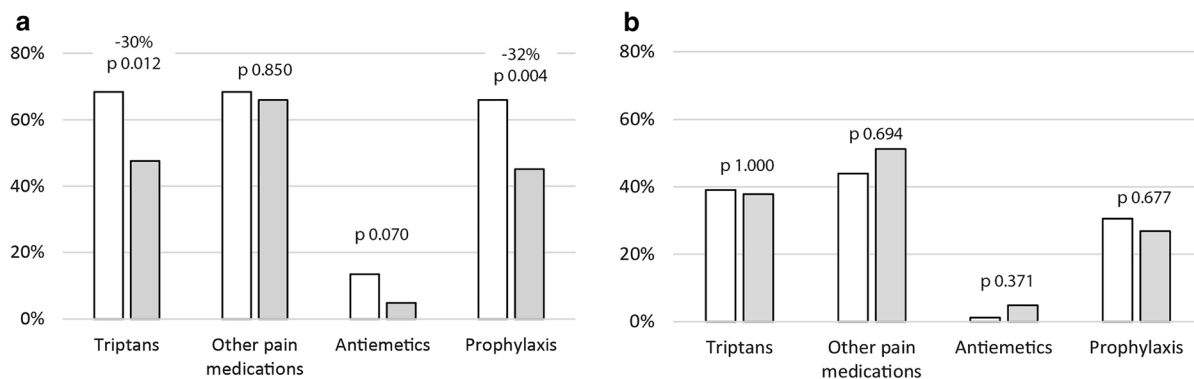 a
80%
60%
40%
20%
0%
-30%
p 0.012
p 0.850
p 0.070
-32%
p 0.004
Triptans
Other pain
medications
Antiemetics
Prophylaxis
b
80%
60%
40%
20%
0%
p 1.000
p 0.694
p 0.371
p 0.677
Triptans
Other pain
medications
Antiemetics
Prophylaxis